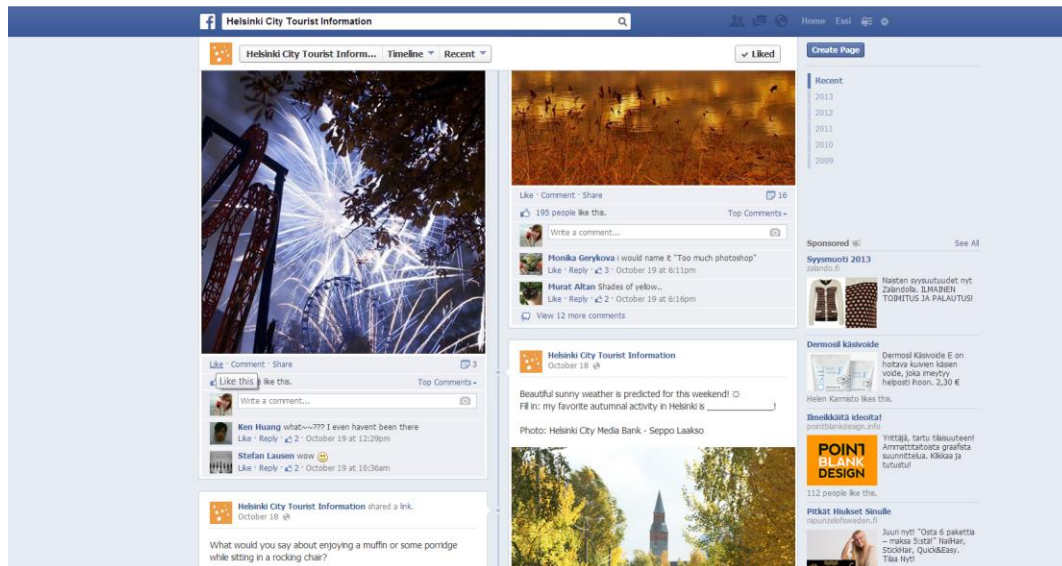 Helsinki City Tourist Information
Home Essi
Helsinki City Tourist Inform... Timeline Recent
Liked
Like · Comment · Share
3
Like this
like this.
Top Comments
Write a comment...
Ken Huang what~~??? I even havent been there
Like · Reply · 2 · October 19 at 12:29pm
Stefan Lausen wow
Like · Reply · 2 · October 19 at 10:36am
Helsinki City Tourist Information shared a link.
October 18
What would you say about enjoying a muffin or some porridge
while sitting in a rocking chair?
Like · Comment · Share
16
195 people like this.
Top Comments
Write a comment...
Monika Gerykova i would name it "Too much photoshop"
Like · Reply · 3 · October 19 at 6:11pm
Murat Altan Shades of yellow..
Like · Reply · 2 · October 19 at 6:16pm
View 12 more comments
Helsinki City Tourist Information
October 18
Beautiful sunny weather is predicted for this weekend!
Fill in: my favorite autumnal activity in Helsinki is _______________!
Photo: Helsinki City Media Bank - Seppo Laakso
Create Page
Recent
2013
2012
2011
2010
2009
Sponsored
See All
Syysmuoti 2013
zalando.fi
Naisten syysuutuudet nyt
Zalandolla. ILMAINEN
TOIMITUS JA PALAUTUS!
Dermosil käsivoide
Dermosil Käsivoide E on
hoitava kuivien käsien
voide, joka imeytyy
helposti ihoon. 2,30 €
Helen Karmisto likes this.
Ilmeikkäitä ideoita!
pointblankdesign.info
POINT
BLANK
DESIGN
Yrittäjä, tartu tilaisuuteen!
Ammattitaitoista graafista
suunnittelua. Klikkaa ja
tutustu!
112 people like this.
Pitkät Hiukset Sinulle
rapunzelofsweden.fi
Juuri nyt! "Osta 6 pakettia
– maksa 5:stä!" NailHair,
StickHair, Quick&Easy.
Tilaa Nyt!